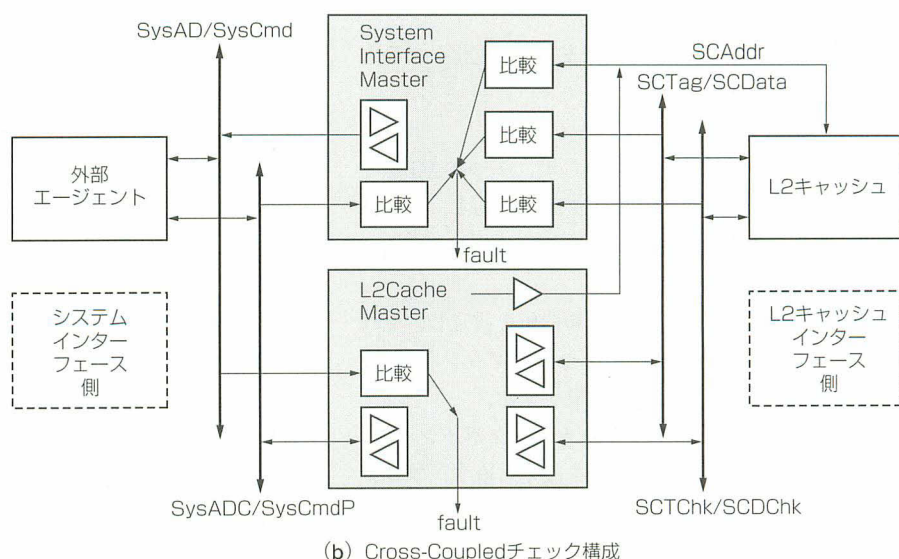 SysAD/SysCmd
System
Interface
Master
比較
SCAddr
SCTag/SCData
比較
外部
エージェント
L2キャッシュ
比較
比較
fault
L2Cache
Master
システム
インター
フェース
側
比較
L2キャッシュ
インター
フェース
側
SysADC/SysCmdP
SCTChk/SCDChk
fault
(b) Cross-Coupledチェック構成